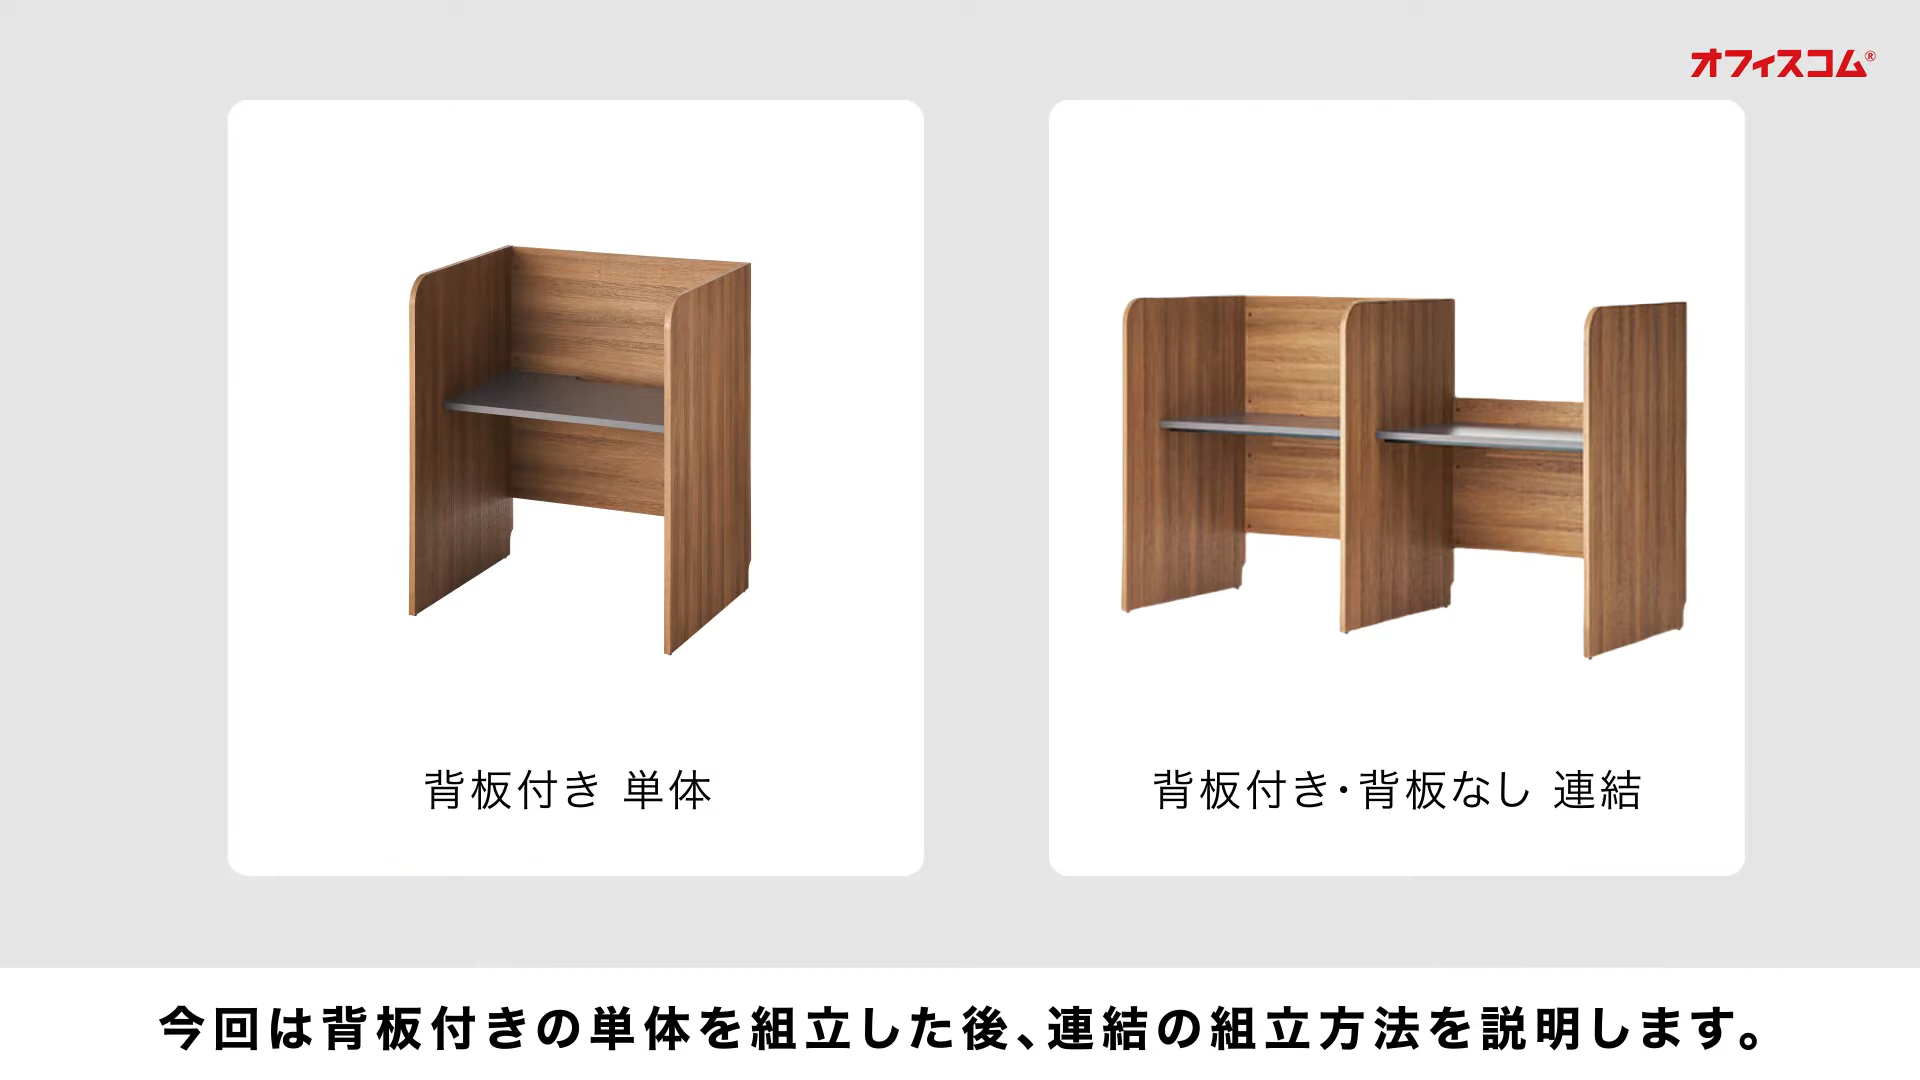 オフィスコム®
背板付き 単体
背板付き・背板なし 連結
今回は背板付きの単体を組立した後、連結の組立方法を説明します。